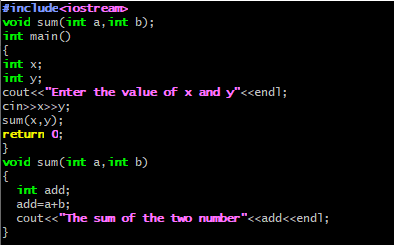 #include<iostream>
void sum(int a,int b);
int main()
{
int x;
int y;
cout<<"Enter the value of x and y"<<endl;
cin>>x>>y;
sum(x,y);
return 0;
}
void sum(int a,int b)
{
  int add;
  add=a+b;
  cout<<"The sum of the two number"<<add<<endl;
}